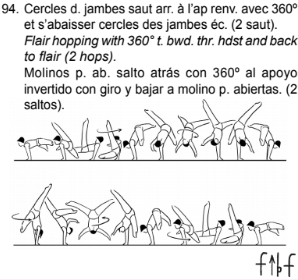 94. Cercles d. jambes saut arr. à l'ap renv. avec 360º
et s'abaisser cercles des jambes éc. (2 saut).
Flair hopping with 360° t. bwd. thr. hdst and back
to flair (2 hops).
Molinos p. ab. salto atrás con 360º al apoyo
invertido con giro y bajar a molino p. abiertas. (2
saltos).